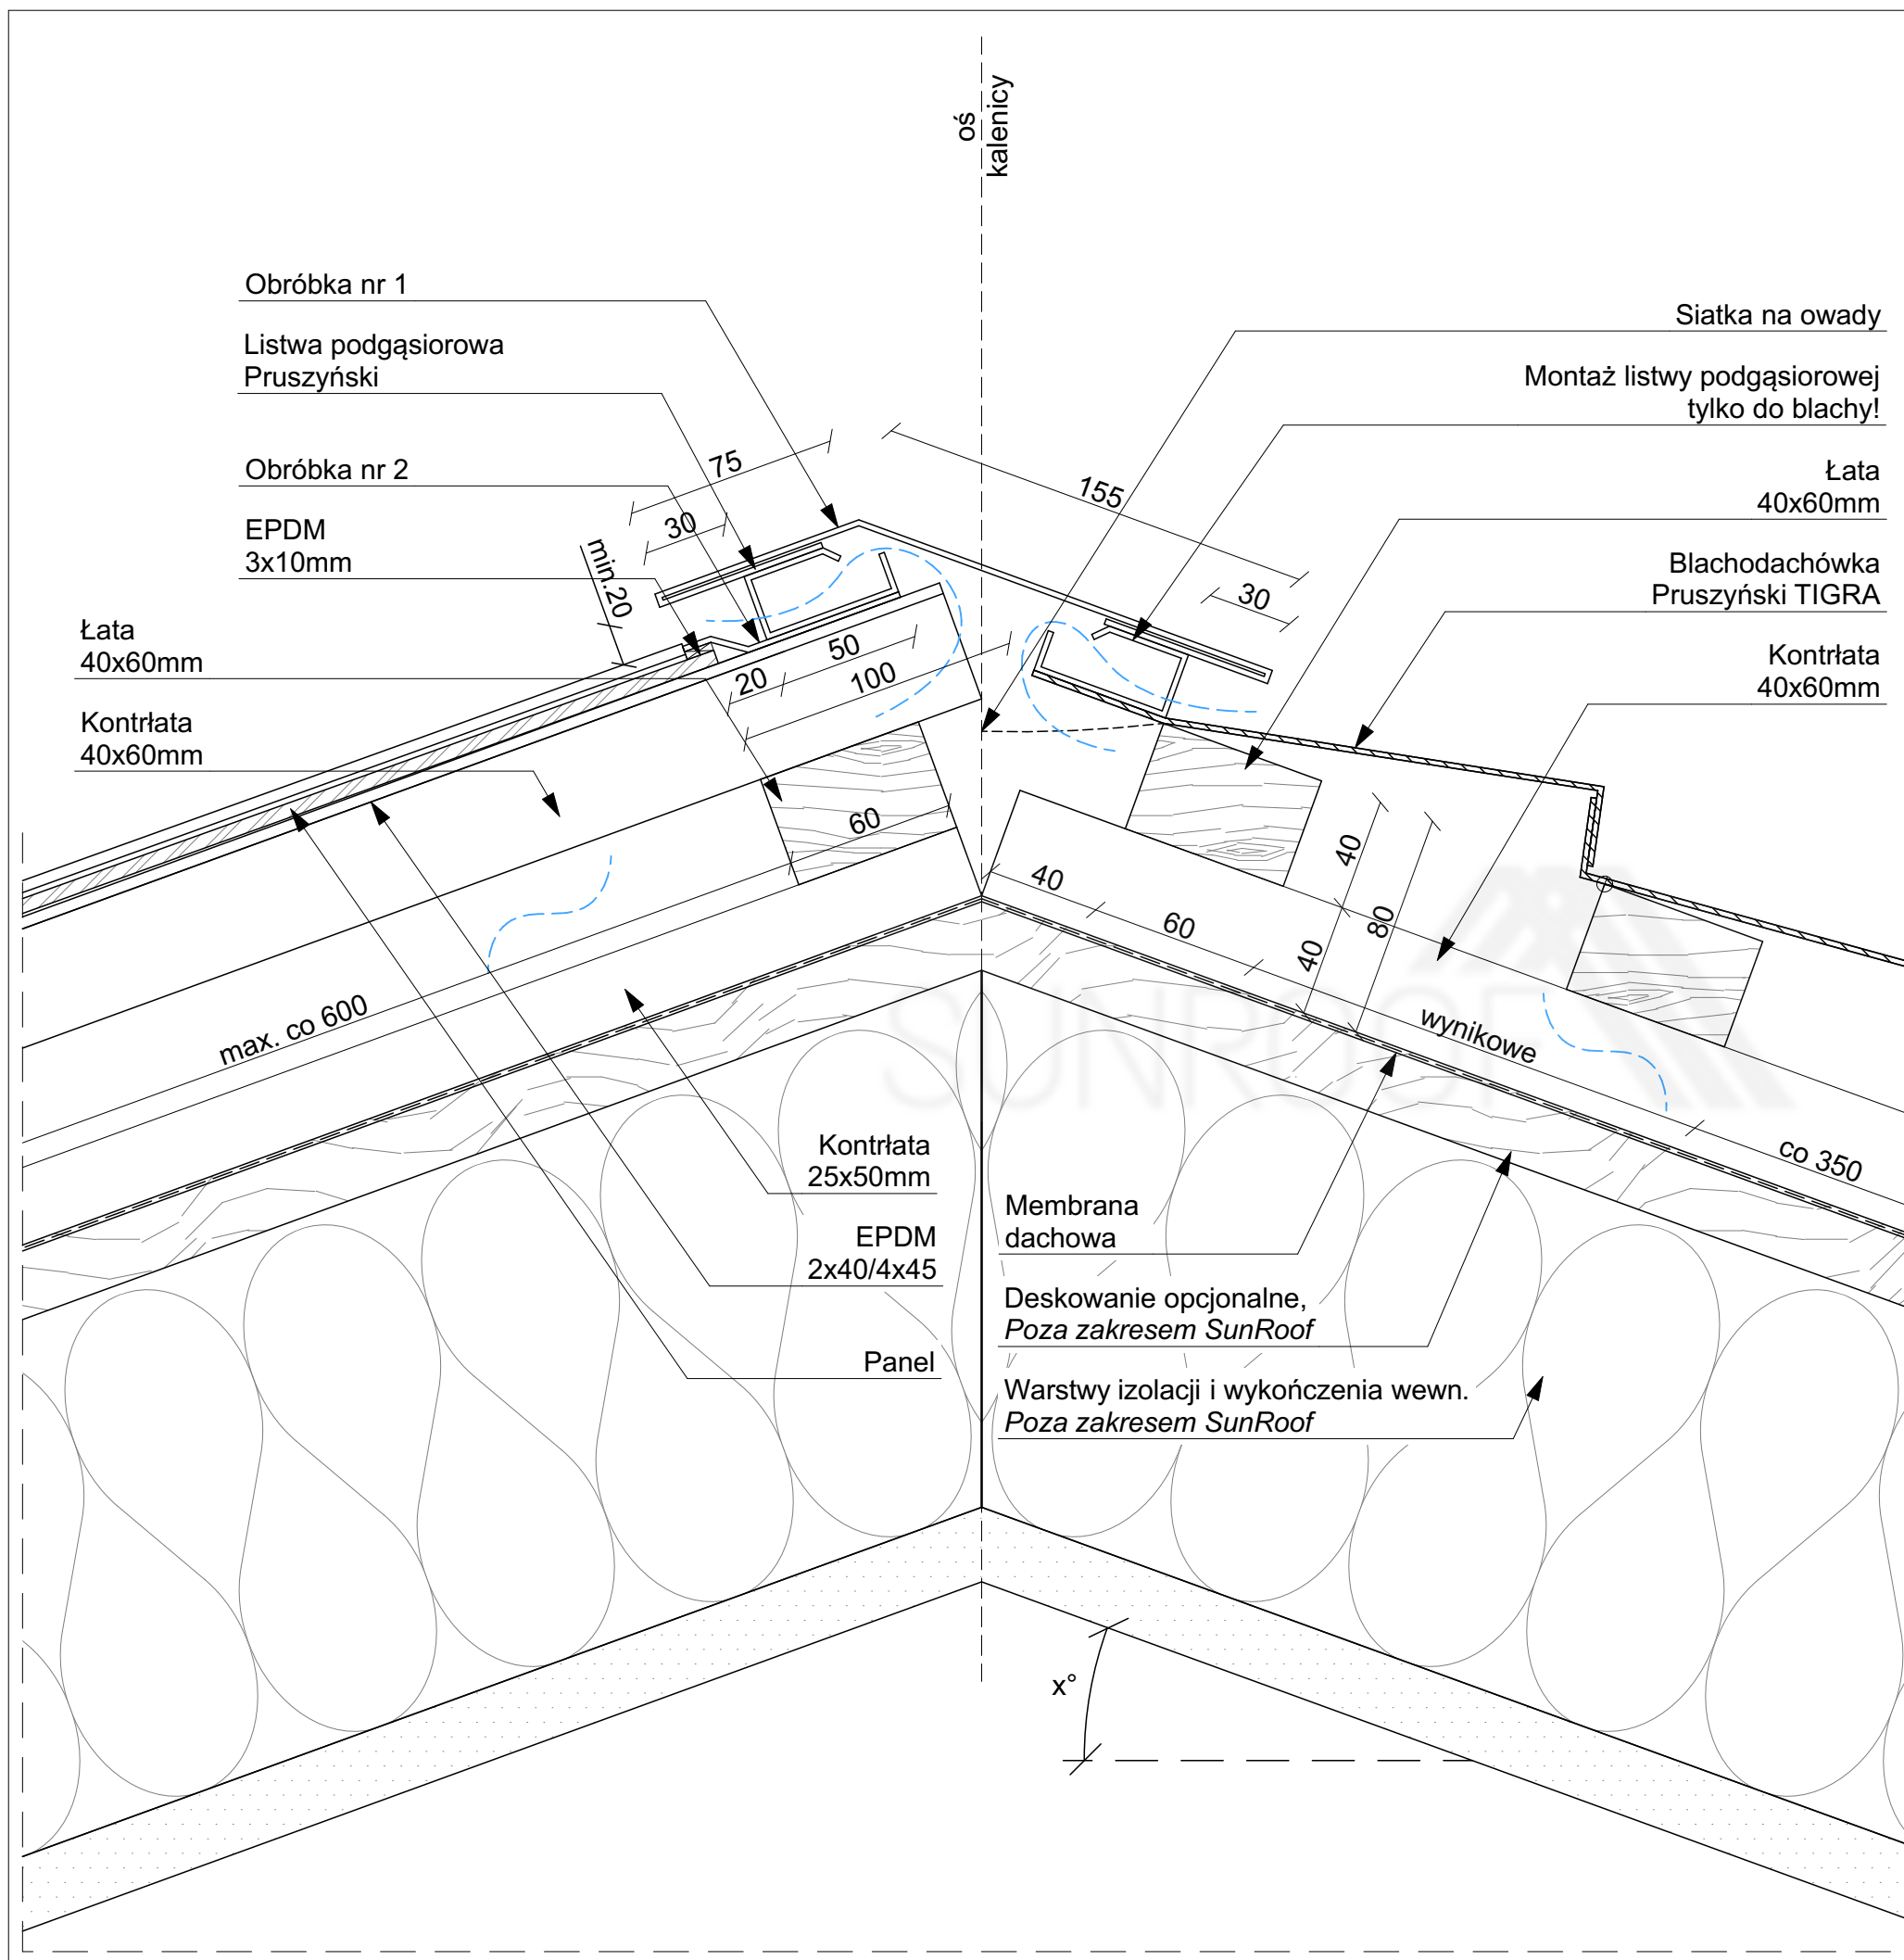 oś
kalenicy
Obróbka nr 1
Listwa podgąsiorowa
Pruszyński
Obróbka nr 2
EPDM
3x10mm
Łata
40x60mm
Kontrłata
40x60mm
Siatka na owady
Montaż listwy podgąsiorowej
tylko do blachy!
Łata
40x60mm
Blachodachówka
Pruszyński TIGRA
Kontrłata
40x60mm
75
30
min.20
155
30
50
20
100
60
max. co 600
40
60
40
40
80
wynikowe
co 350
SUNROOF
Kontrłata
25x50mm
EPDM
2x40/4x45
Panel
Membrana
dachowa
Deskowanie opcjonalne,
Poza zakresem SunRoof
Warstwy izolacji i wykończenia wewn.
Poza zakresem SunRoof
x°